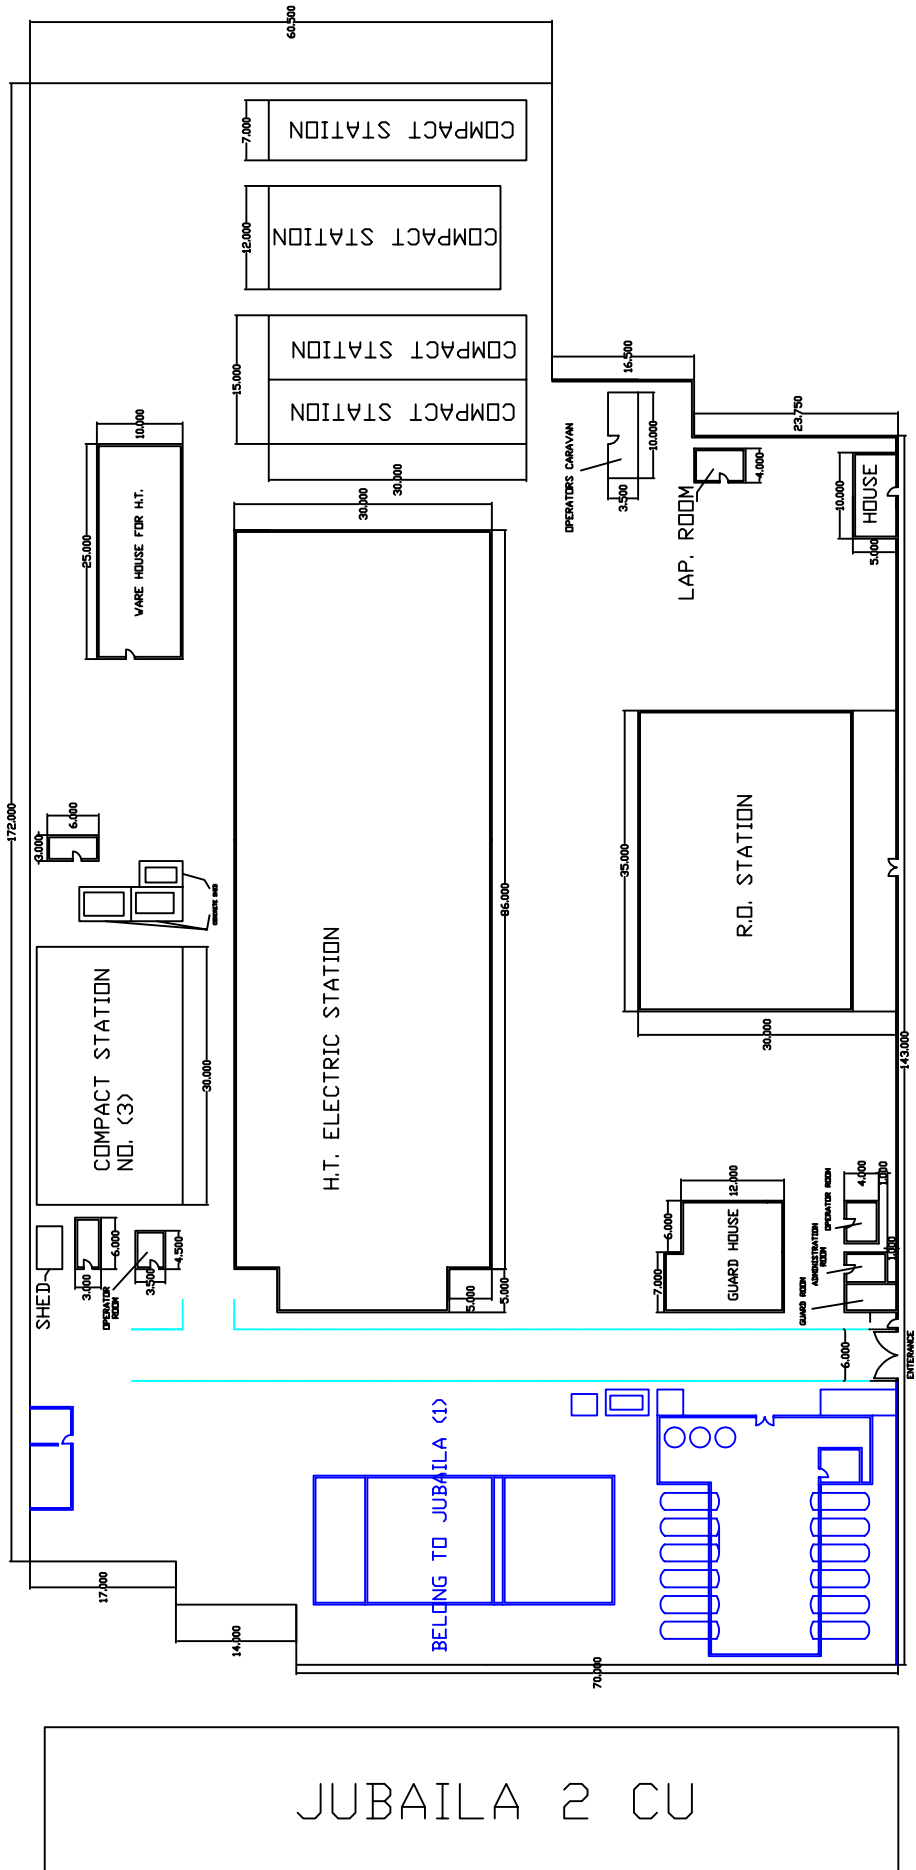 60.500
172.000
7.000
COMPACT STATION
12.000
COMPACT STATION
15.000
COMPACT STATION
COMPACT STATION
30.000
16.500
23.750
10.000
25.000
WARE HOUSE FOR H.T.
30.000
OPERATORS CARAVAN
3.500
10.000
LAP. ROOM
4.000
10.000
HOUSE
5.000
6.000
3.000
86.000
H.T. ELECTRIC STATION
35.000
R.O. STATION
30.000
143.000
COMPACT STATION
NO. (3)
30.000
SHED
3.000
6.000
OPERATOR
ROOM
3.500
4.500
5.000
5.000
6.000
12.000
7.000
GUARD HOUSE
4.000
1.000
1.000
OPERATOR ROOM
ADMINISTRATION
ROOM
GUARD ROOM
6.000
ENTERANCE
BELONG TO JUBAILA (1)
17.000
14.000
70.000
JUBAILA 2 CU